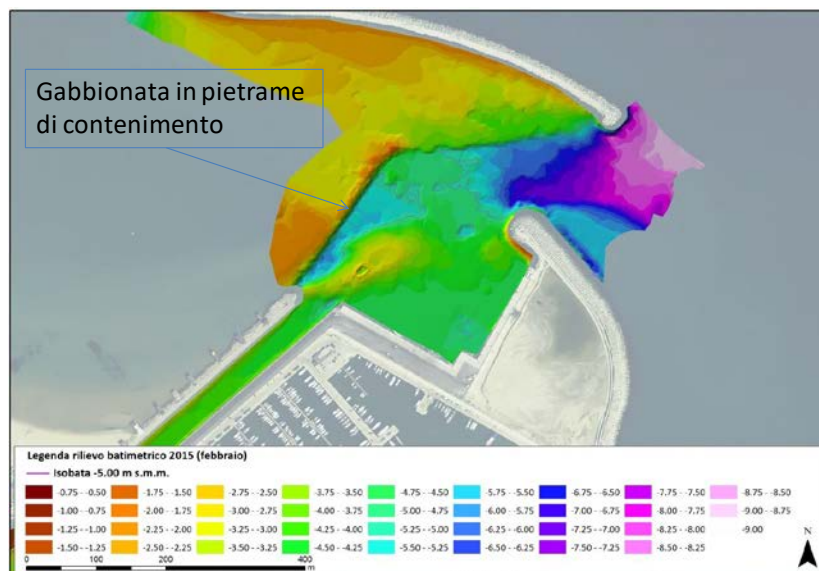 Gabbionata in pietrame
di contenimento
Legenda rilievo batimetrico 2015 (febbraio)
Isobata -5.00 m s.m.m.
-0.75 - -0.50 -1.75 - -1.50 -2.75 - -2.50 -3.75 - -3.50 -4.75 - -4.50 -5.75 - -5.50 -6.75 - -6.50 -7.75 - -7.50 -8.75 - -8.50
-1.00 - -0.75 -2.00 - -1.75 -3.00 - -2.75 -4.00 - -3.75 -5.00 - -4.75 -6.00 - -5.75 -7.00 - -6.75 -8.00 - -7.75 -9.00 - -8.75
-1.25 - -1.00 -2.25 - -2.00 -3.25 - -3.00 -4.25 - -4.00 -5.25 - -5.00 -6.25 - -6.00 -7.25 - -7.00 -8.25 - -8.00 -9.00
-1.50 - -1.25 -2.50 - -2.25 -3.50 - -3.25 -4.50 - -4.25 -5.50 - -5.25 -6.50 - -6.25 -7.50 - -7.25 -8.50 - -8.25
0 100 200 400
m
N